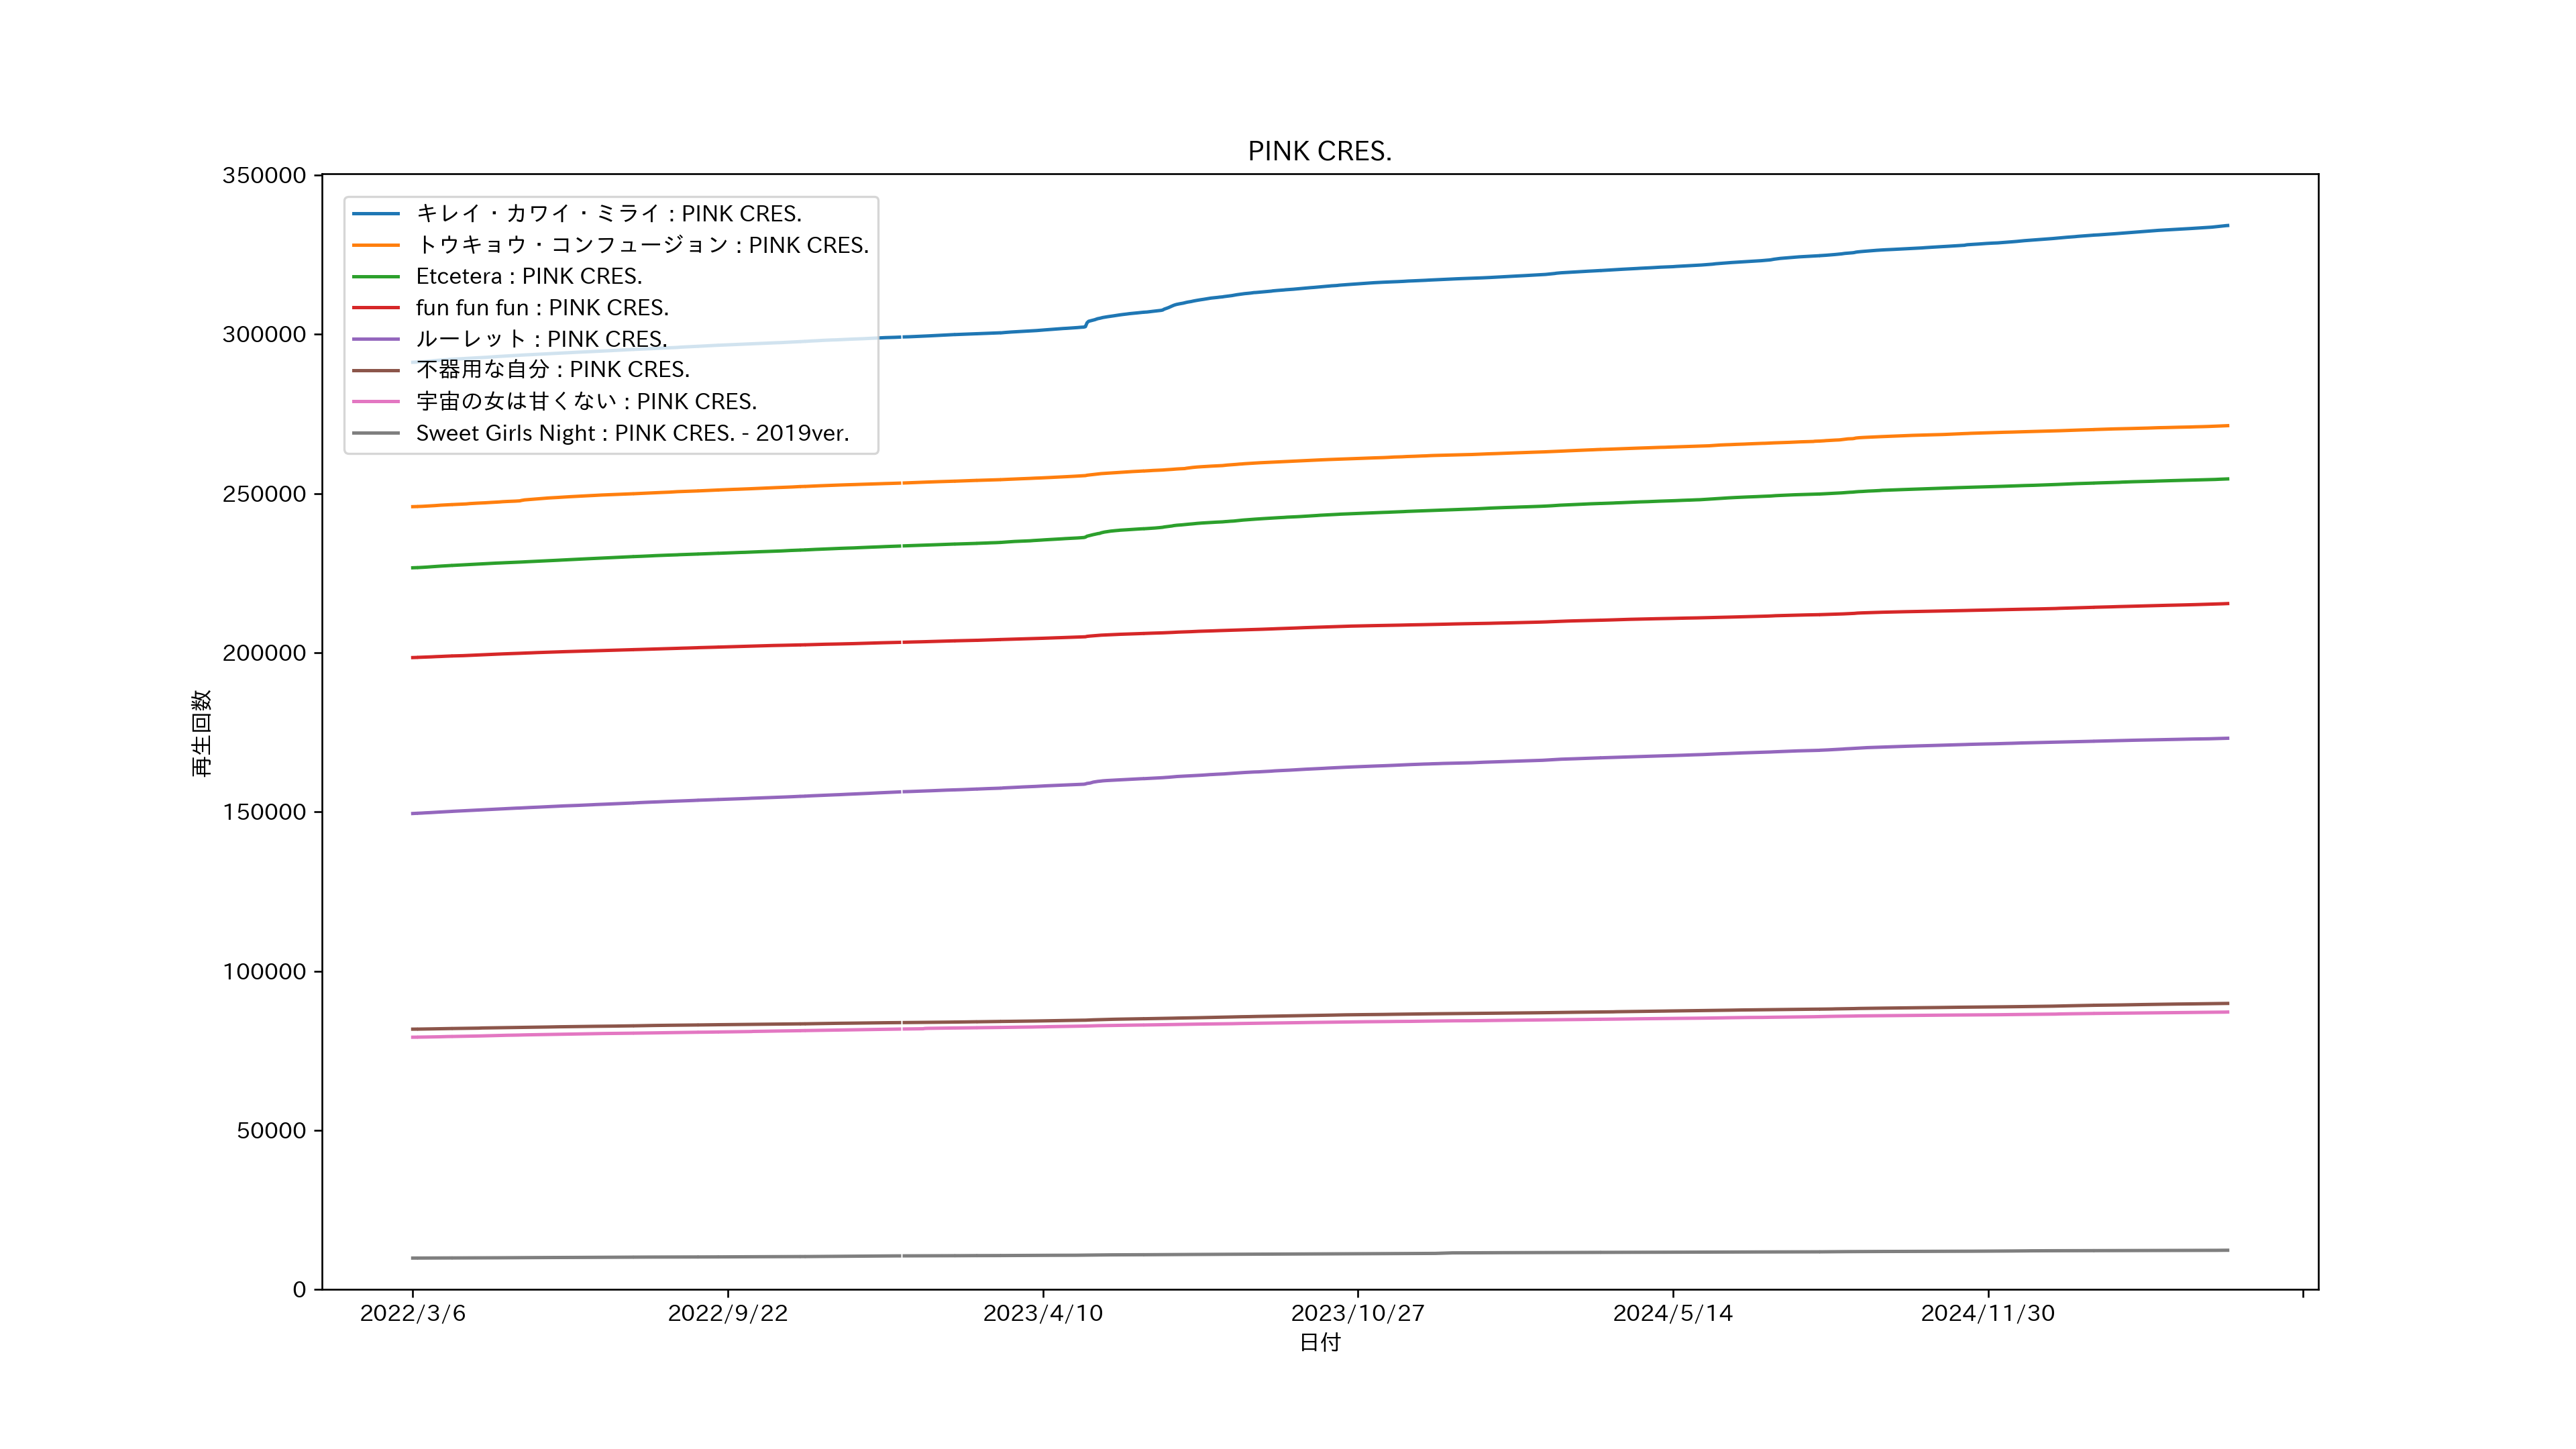 PINK CRES.
350000
300000
250000
200000
150000
100000
50000
0
再生回数
キレイ・カワイ・ミライ : PINK CRES.
トウキョウ・コンフュージョン : PINK CRES.
Etcetera : PINK CRES.
fun fun fun : PINK CRES.
ルーレット : PINK CRES.
不器用な自分 : PINK CRES.
宇宙の女は甘くない : PINK CRES.
Sweet Girls Night : PINK CRES. - 2019ver.
2022/3/6 2022/9/22 2023/4/10 2023/10/27 2024/5/14 2024/11/30
日付